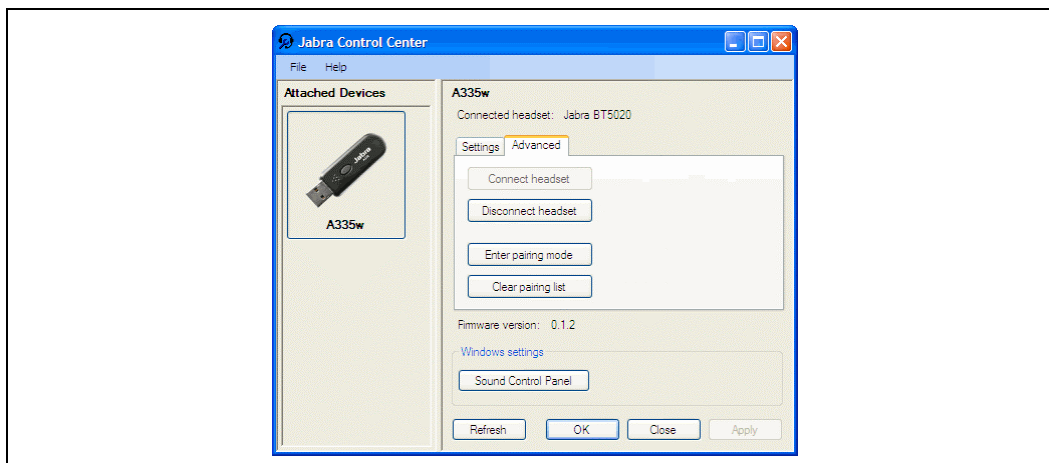 Jabra Control Center
File Help
Attached Devices
A335w
A335w
Connected headset: Jabra BT5020
Settings Advanced
Connect headset
Disconnect headset
Enter pairing mode
Clear pairing list
Firmware version: 0.1.2
Windows settings
Sound Control Panel
Refresh OK Close Apply